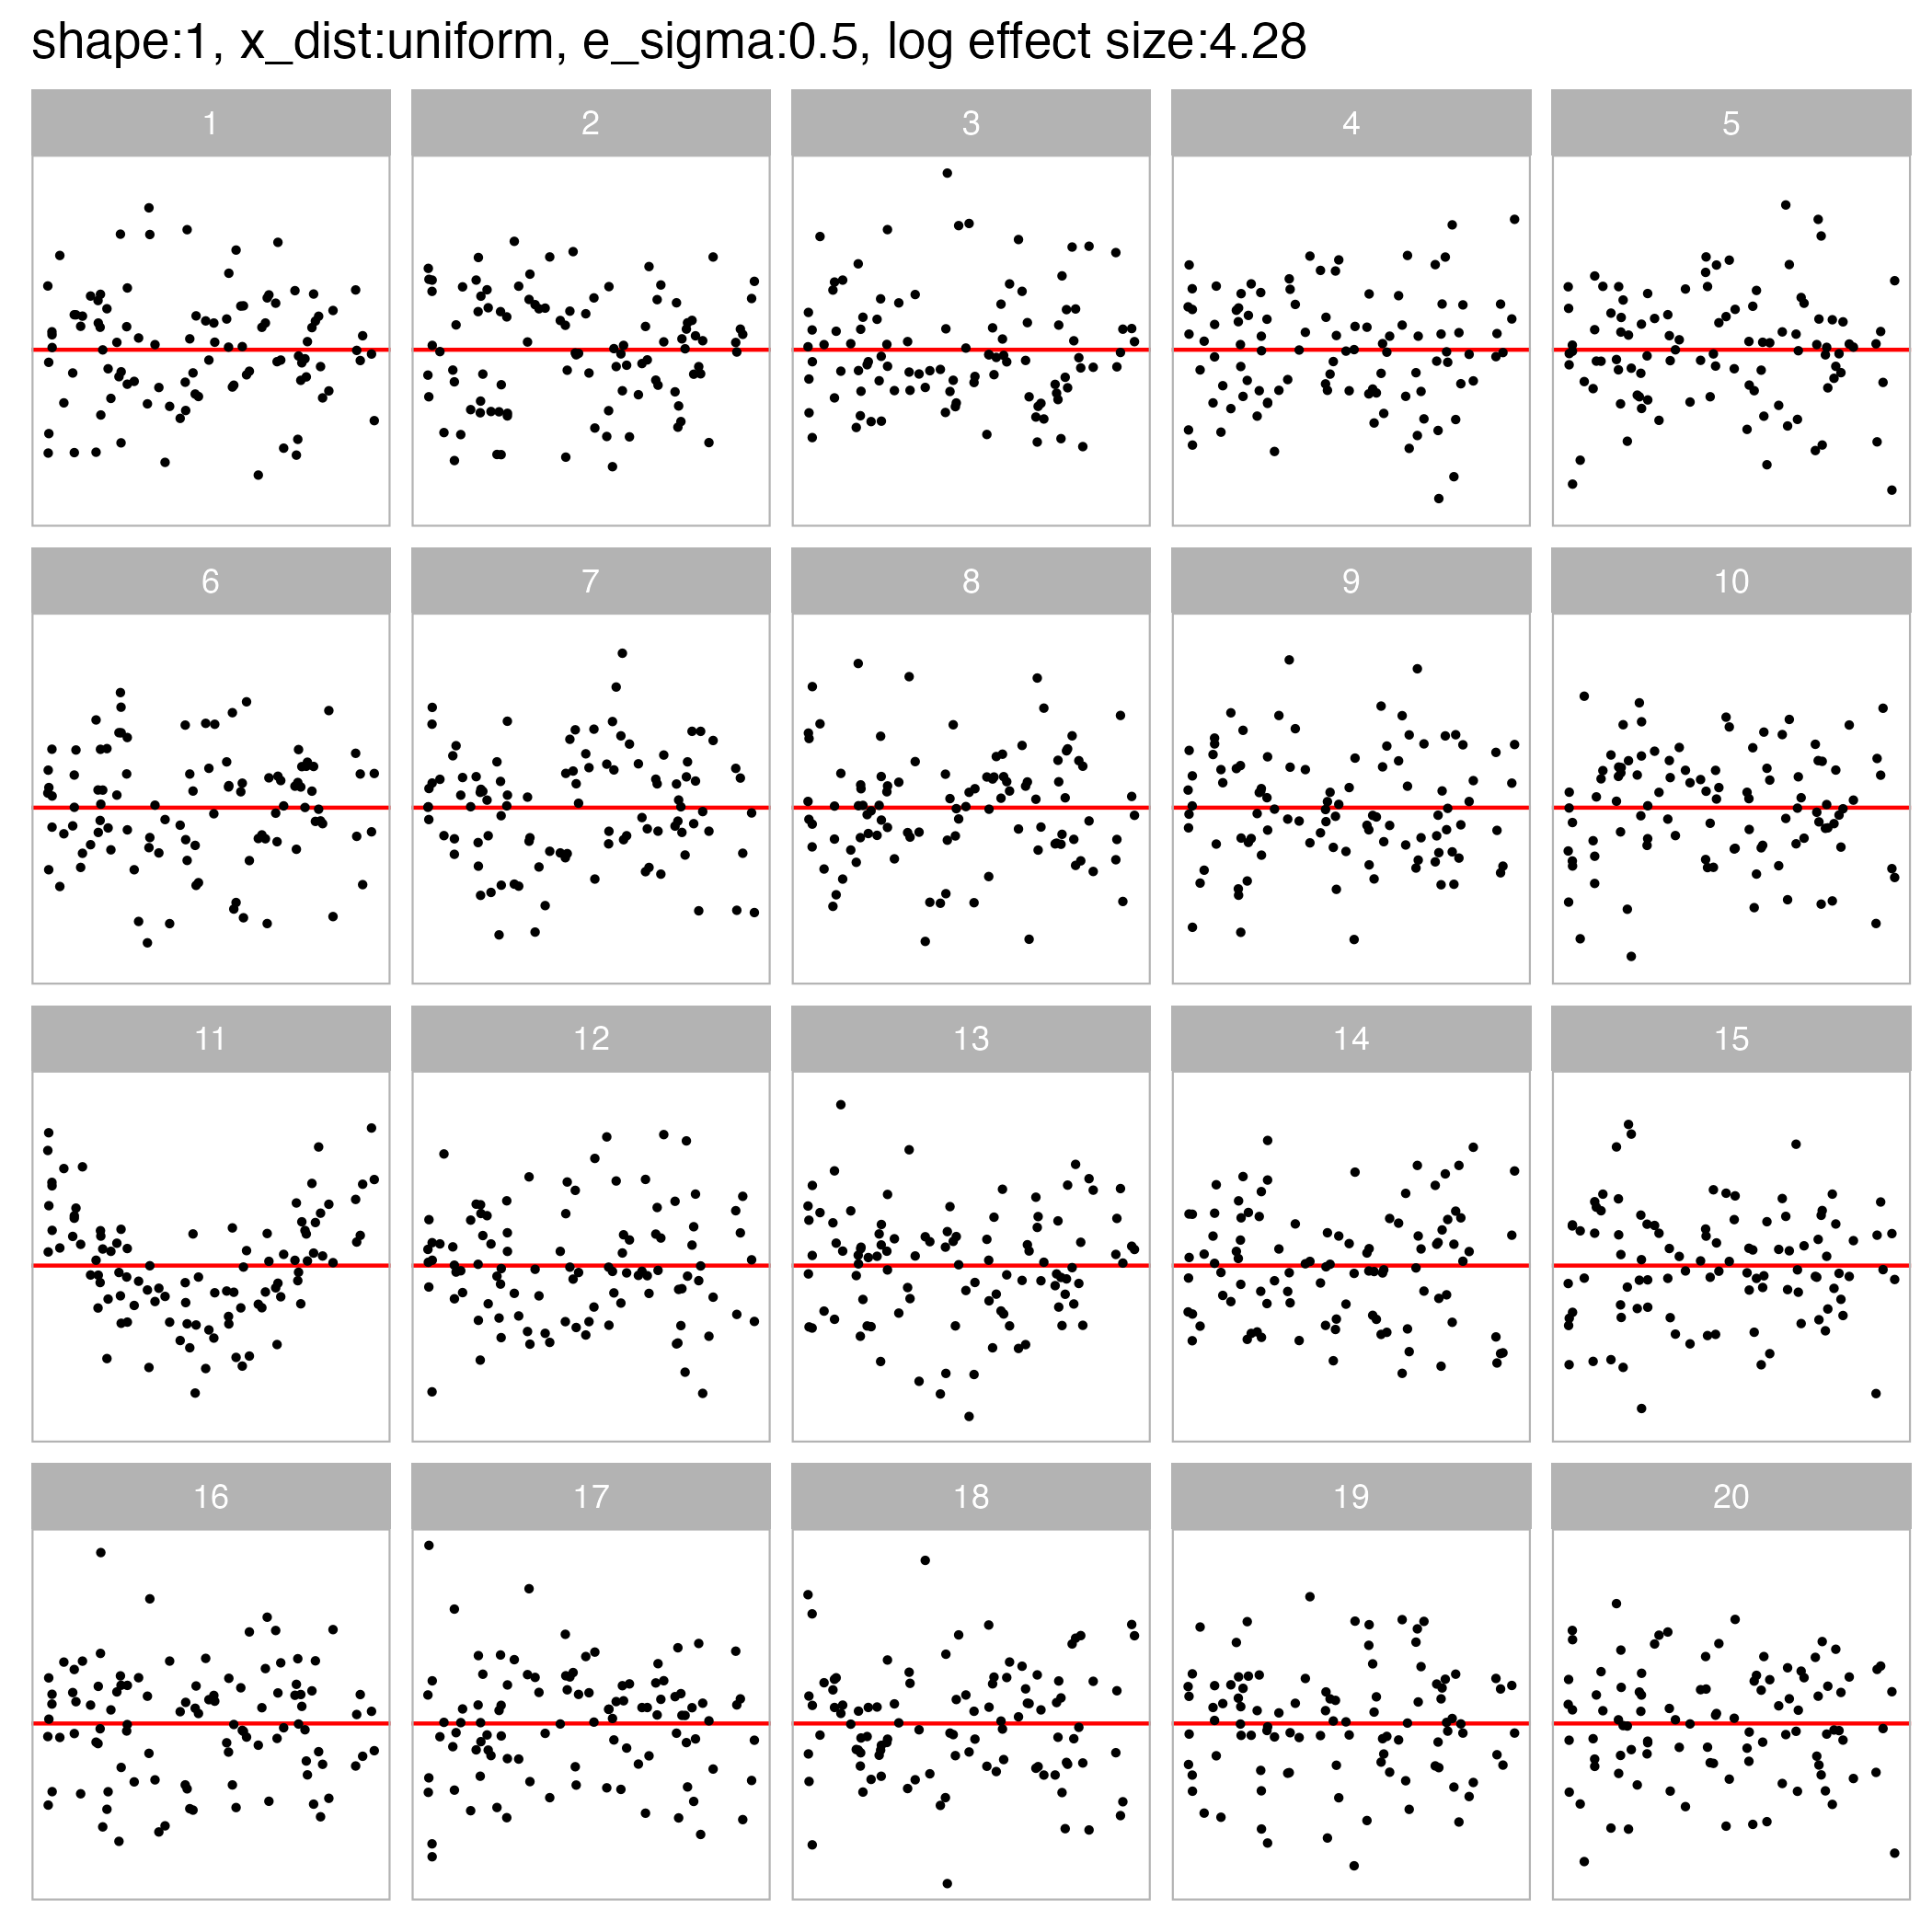 shape:1, x_dist:uniform, e_sigma:0.5, log effect size:4.28
1 2 3 4 5
6 7 8 9 10
11 12 13 14 15
16 17 18 19 20